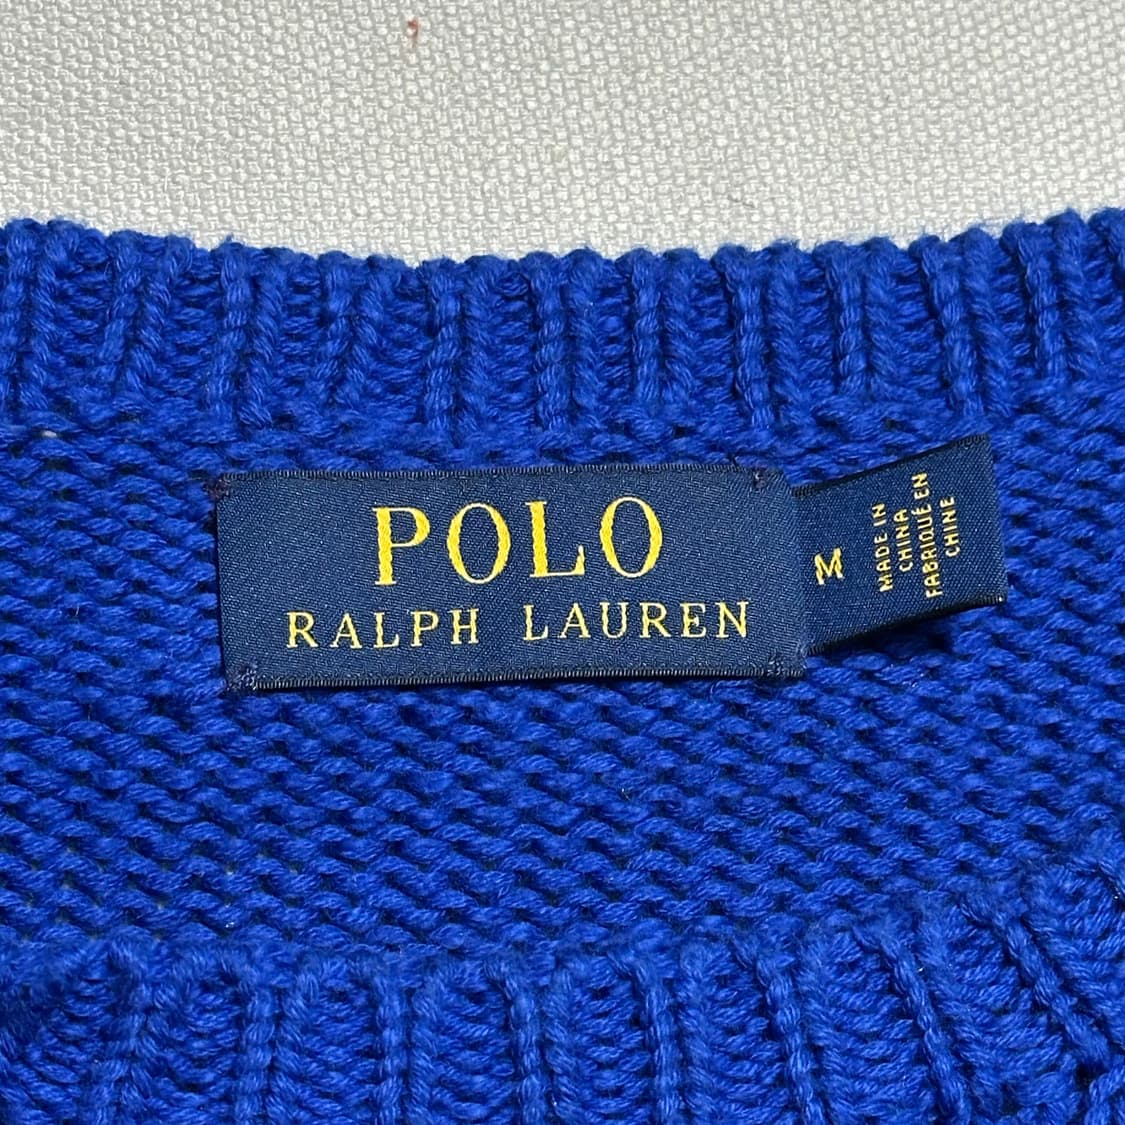 POLO
RALPH LAUREN
M
MADE IN
CHINA
FABRIQUÉ EN
CHINE